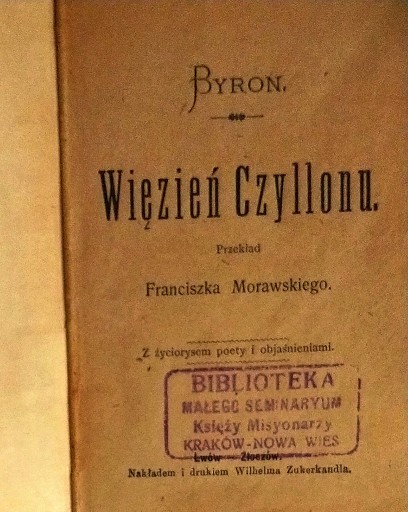 BYRON.
Więzień Czyllonu.
Przekład
Franciszka Morawskiego.
Z życiorysem poety i objaśnieniami.
BIBLIOTEKA
MAŁEGO SEMINARYUM
Księży Misyonarzy
KRAKÓW-NOWA WIEŚ
Lwów Złoczów.
Nakładem i drukiem Wilhelma Zukerkandla.